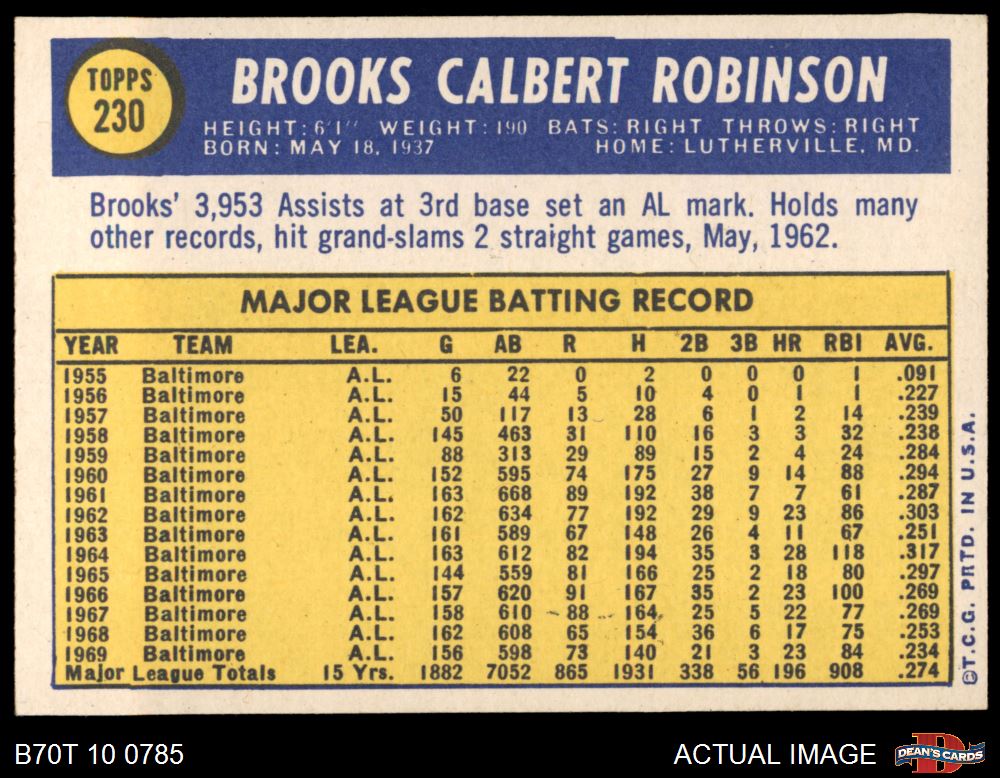 TOPPS
230
BROOKS CALBERT ROBINSON
HEIGHT: 6'1" WEIGHT: 190 BATS: RIGHT THROWS: RIGHT
BORN: MAY 18, 1937 HOME: LUTHERVILLE, MD.
Brooks' 3,953 Assists at 3rd base set an AL mark. Holds many
other records, hit grand-slams 2 straight games, May, 1962.
MAJOR LEAGUE BATTING RECORD
YEAR TEAM LEA. G AB R H 2B 3B HR RBI AVG.
1955 Baltimore A.L. 6 22 0 2 0 0 0 1 .091
1956 Baltimore A.L. 15 44 5 10 4 0 1 1 .227
1957 Baltimore A.L. 50 117 13 28 6 1 2 14 .239
1958 Baltimore A.L. 145 463 31 110 16 3 3 32 .238
1959 Baltimore A.L. 88 313 29 89 15 2 4 24 .284
1960 Baltimore A.L. 152 595 74 175 27 9 14 88 .294
1961 Baltimore A.L. 163 668 89 192 38 7 7 61 .287
1962 Baltimore A.L. 162 634 77 192 29 9 23 86 .303
1963 Baltimore A.L. 161 589 67 148 26 4 11 67 .251
1964 Baltimore A.L. 163 612 82 194 35 3 28 118 .317
1965 Baltimore A.L. 144 559 81 166 25 2 18 80 .297
1966 Baltimore A.L. 157 620 91 167 35 2 23 100 .269
1967 Baltimore A.L. 158 610 88 164 25 5 22 77 .269
1968 Baltimore A.L. 162 608 65 154 36 6 17 75 .253
1969 Baltimore A.L. 156 598 73 140 21 3 23 84 .234
Major League Totals 15 Yrs. 1882 7052 865 1931 338 56 196 908 .274
©T.C.G. PRTD. IN U.S.A.
B70T 10 0785
ACTUAL IMAGE
DEAN'S CARDS